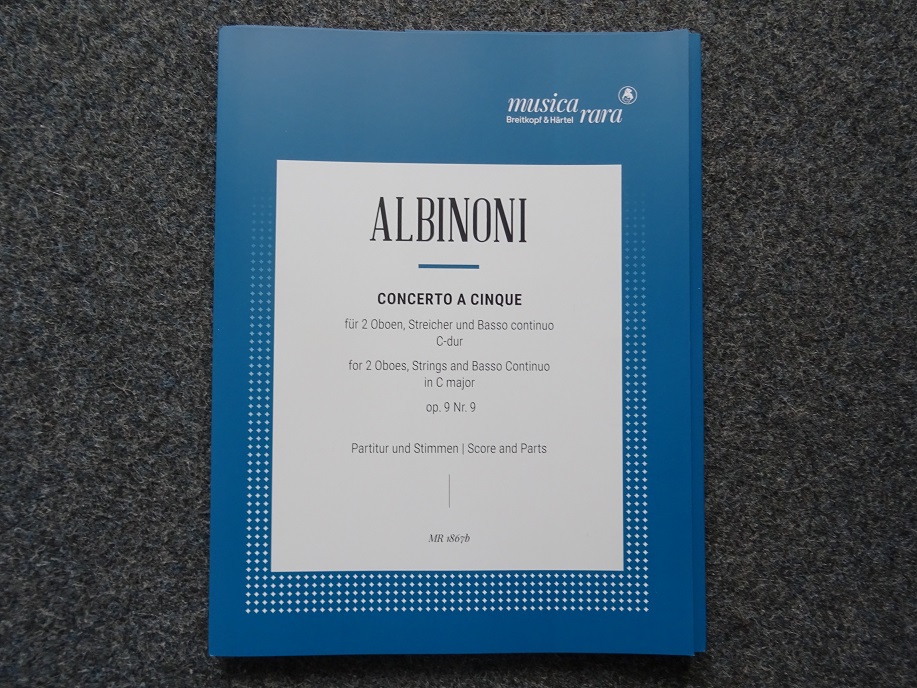 musica
Breitkopf & Härtel rara
ALBINONI
CONCERTO A CINQUE
für 2 Oboen, Streicher und Basso continuo
C-dur
for 2 Oboes, Strings and Basso Continuo
in C major
op. 9 Nr. 9
Partitur und Stimmen | Score and Parts
MR 1867b